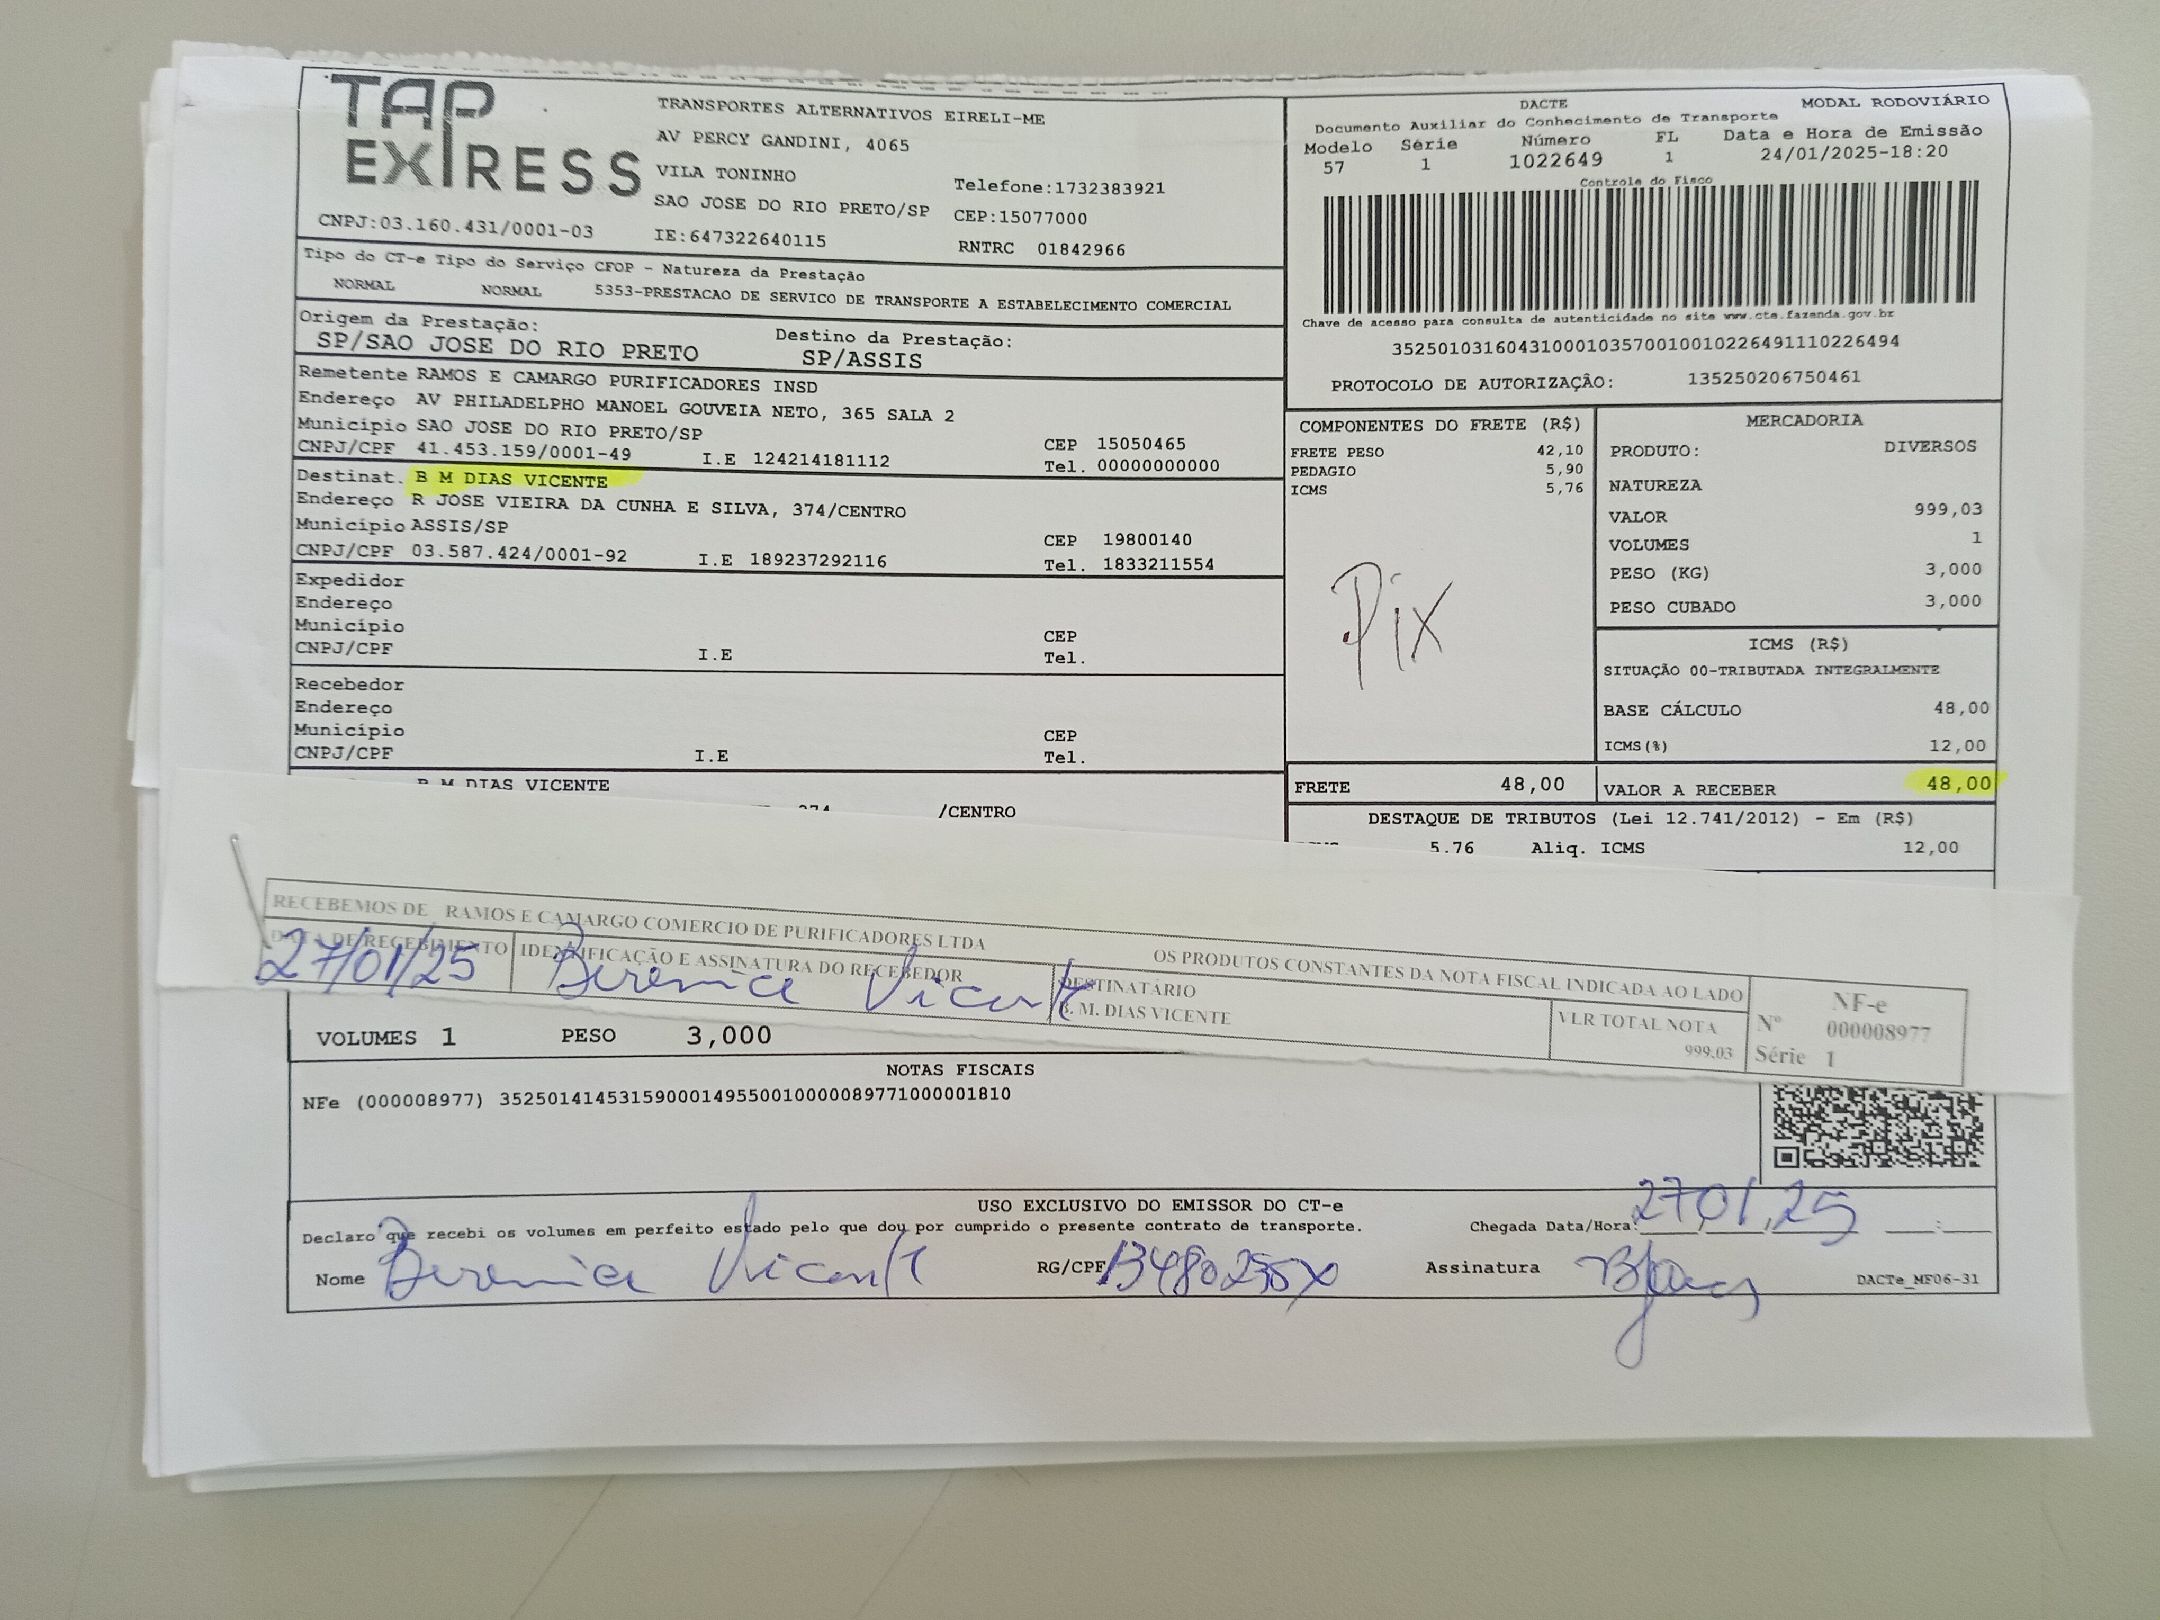 TAP EXPRESS
TRANSPORTES ALTERNATIVOS EIRELI-ME
AV PERCY GANDINI, 4065
VILA TONINHO
SAO JOSE DO RIO PRETO/SP
Telefone:1732383921
CEP:15077000
CNPJ:03.160.431/0001-03
IE:647322640115
RNTRC 01842966
DACTE MODAL RODOVIÁRIO
Documento Auxiliar do Conhecimento de Transporte
Modelo Série Número FL Data e Hora de Emissão
57 1 1022649 1 24/01/2025-18:20
Controle do Fisco
Chave de acesso para consulta de autenticidade no site www.cte.fazenda.gov.br
35250103160431000103570010010226491110226494
PROTOCOLO DE AUTORIZAÇÃO: 135250206750461
Tipo do CT-e Tipo do Serviço CFOP - Natureza da Prestação
NORMAL NORMAL 5353-PRESTACAO DE SERVICO DE TRANSPORTE A ESTABELECIMENTO COMERCIAL
Origem da Prestação: Destino da Prestação:
SP/SAO JOSE DO RIO PRETO SP/ASSIS
Remetente RAMOS E CAMARGO PURIFICADORES INSD
Endereço AV PHILADELPHO MANOEL GOUVEIA NETO, 365 SALA 2
Município SAO JOSE DO RIO PRETO/SP CEP 15050465
CNPJ/CPF 41.453.159/0001-49 I.E 124214181112 Tel. 00000000000
Destinat. B M DIAS VICENTE
Endereço R JOSE VIEIRA DA CUNHA E SILVA, 374/CENTRO
Município ASSIS/SP CEP 19800140
CNPJ/CPF 03.587.424/0001-92 I.E 189237292116 Tel. 1833211554
Expedidor
Endereço
Município CEP
CNPJ/CPF I.E Tel.
Recebedor
Endereço
Município CEP
CNPJ/CPF I.E Tel.
B M DIAS VICENTE
/CENTRO
COMPONENTES DO FRETE (R$)
FRETE PESO 42,10
PEDAGIO 5,90
ICMS 5,76
Pix
MERCADORIA
PRODUTO: DIVERSOS
NATUREZA
VALOR 999,03
VOLUMES 1
PESO (KG) 3,000
PESO CUBADO 3,000
ICMS (R$)
SITUAÇÃO 00-TRIBUTADA INTEGRALMENTE
BASE CÁLCULO 48,00
ICMS(%) 12,00
FRETE 48,00 VALOR A RECEBER 48,00
DESTAQUE DE TRIBUTOS (Lei 12.741/2012) - Em (R$)
5.76 Aliq. ICMS 12,00
RECEBEMOS DE RAMOS E CAMARGO COMERCIO DE PURIFICADORES LTDA OS PRODUTOS CONSTANTES DA NOTA FISCAL INDICADA AO LADO
DATA DE RECEBIMENTO IDENTIFICAÇÃO E ASSINATURA DO RECEBEDOR DESTINATÁRIO
27/01/25 Berenice Vicente B. M. DIAS VICENTE
VLR TOTAL NOTA
999,03
NF-e
Nº 000008977
Série 1
VOLUMES 1 PESO 3,000
NOTAS FISCAIS
NFe (000008977) 35250141453159000149550010000089771000001810
USO EXCLUSIVO DO EMISSOR DO CT-e
Declaro que recebi os volumes em perfeito estado pelo que dou por cumprido o presente contrato de transporte. Chegada Data/Hora: 27/01/25
Nome Berenice Vicente RG/CPF Assinatura
DACTe_MF06-31